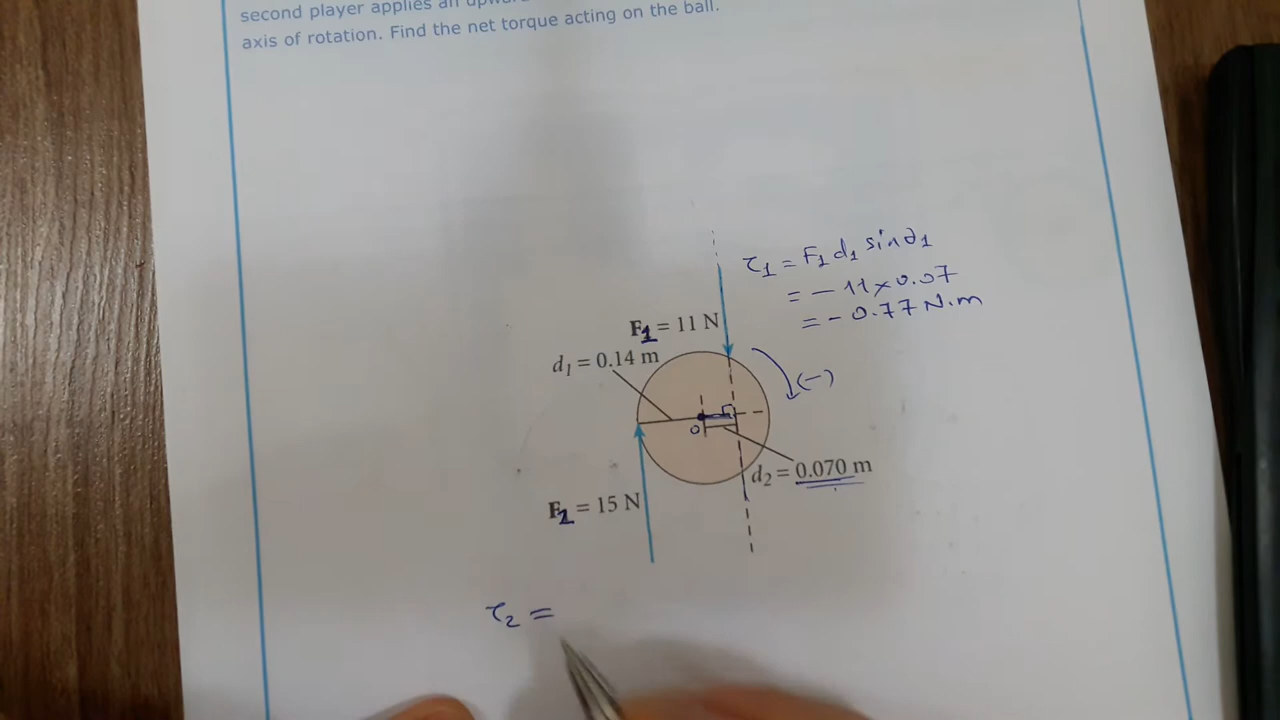 second player applies an upward
axis of rotation. Find the net torque acting on the ball.
τ1 = F1 d1 sinθ1
= - 11 × 0.07
= - 0.77 N.m
F1 = 11 N
d1 = 0.14 m
(-)
O
d2 = 0.070 m
F2 = 15 N
τ2 =